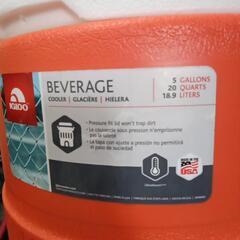 IGLOO
BEVERAGE
COOLER | GLACIÈRE | HIELERA
5 GALLONS
20 QUARTS
18.9 LITERS
• Pressure fit lid won't trap dirt
• Le couvercle sous pression n'emprisonne
pas la saleté
• La tapa con ajuste a presión no permitirá
el paso de suciedad
MADE IN THE
USA